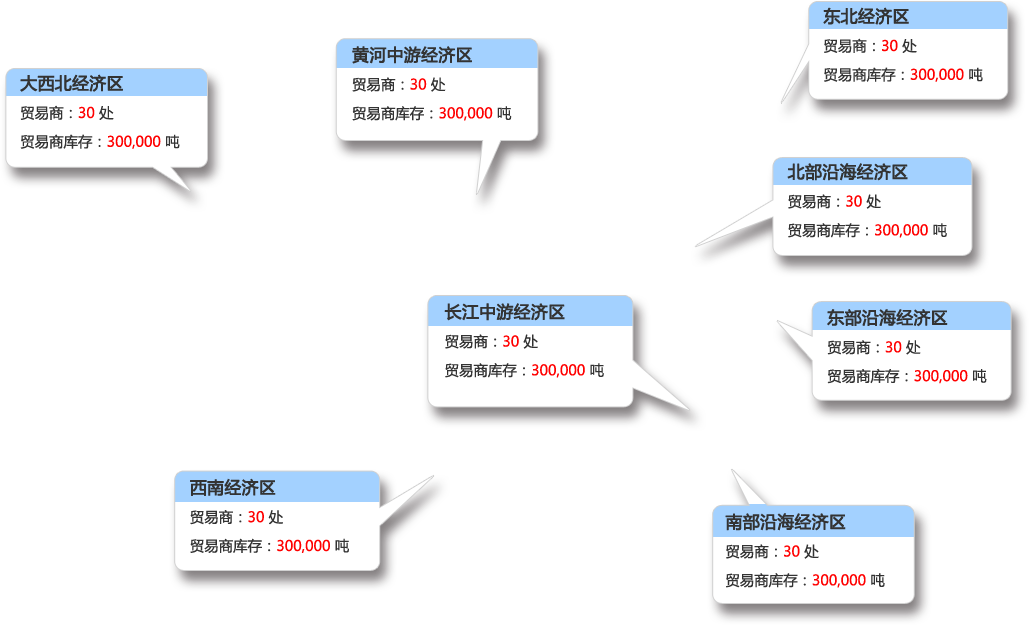 东北经济区
贸易商：30 处
贸易商库存：300,000 吨
黄河中游经济区
贸易商：30 处
贸易商库存：300,000 吨
大西北经济区
贸易商：30 处
贸易商库存：300,000 吨
北部沿海经济区
贸易商：30 处
贸易商库存：300,000 吨
长江中游经济区
贸易商：30 处
贸易商库存：300,000 吨
东部沿海经济区
贸易商：30 处
贸易商库存：300,000 吨
西南经济区
贸易商：30 处
贸易商库存：300,000 吨
南部沿海经济区
贸易商：30 处
贸易商库存：300,000 吨